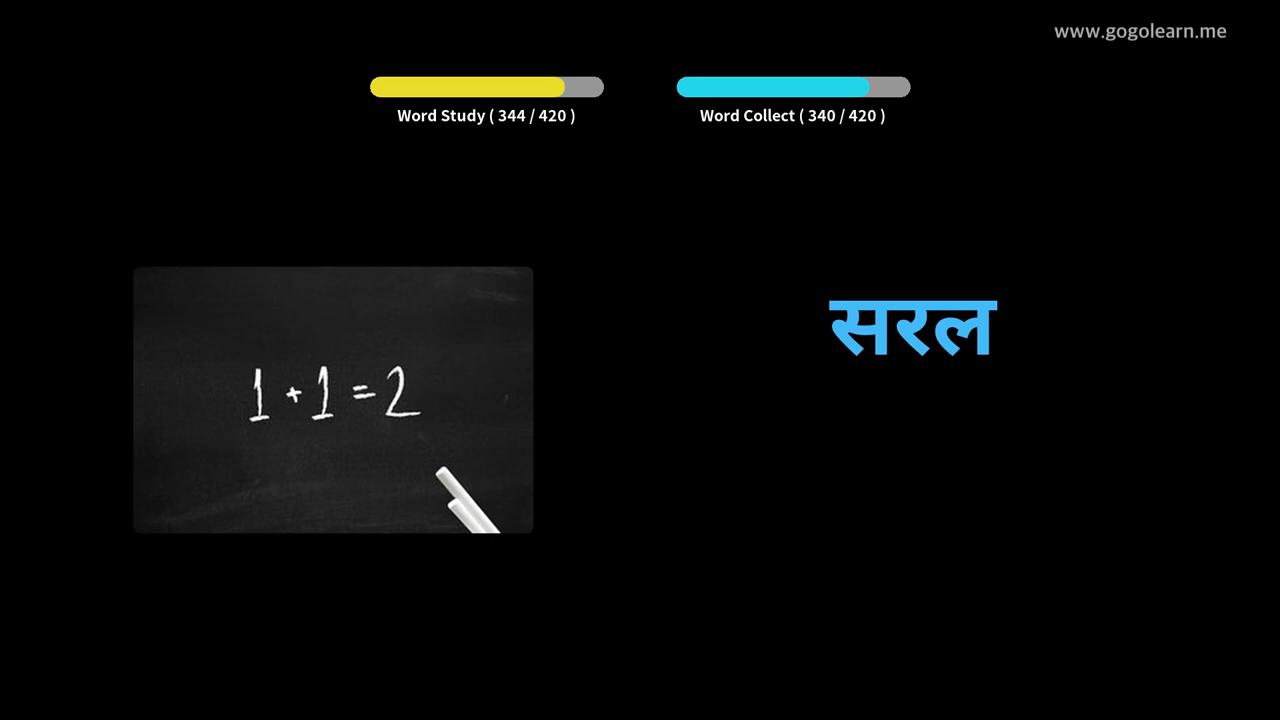 www.gogolearn.me
Word Study ( 344 / 420 )
Word Collect ( 340 / 420 )
सरल
1 + 1 = 2